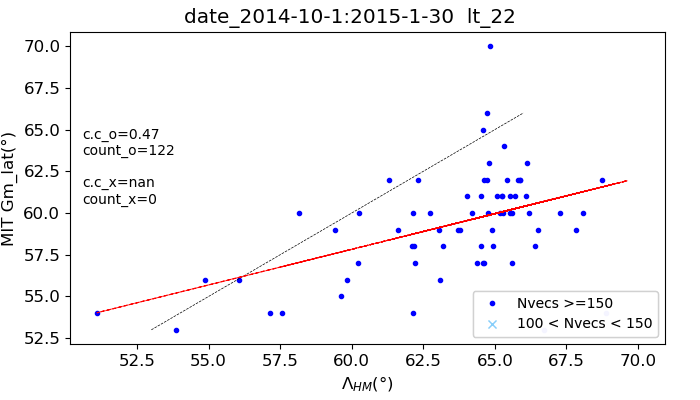 date_2014-10-1:2015-1-30 lt_22
MIT Gm_lat(°)
70.0
67.5
65.0
62.5
60.0
57.5
55.0
52.5
c.c_o=0.47
count_o=122
c.c_x=nan
count_x=0
Nvecs >=150
100 < Nvecs < 150
52.5 55.0 57.5 60.0 62.5 65.0 67.5 70.0
Λ_HM(°)